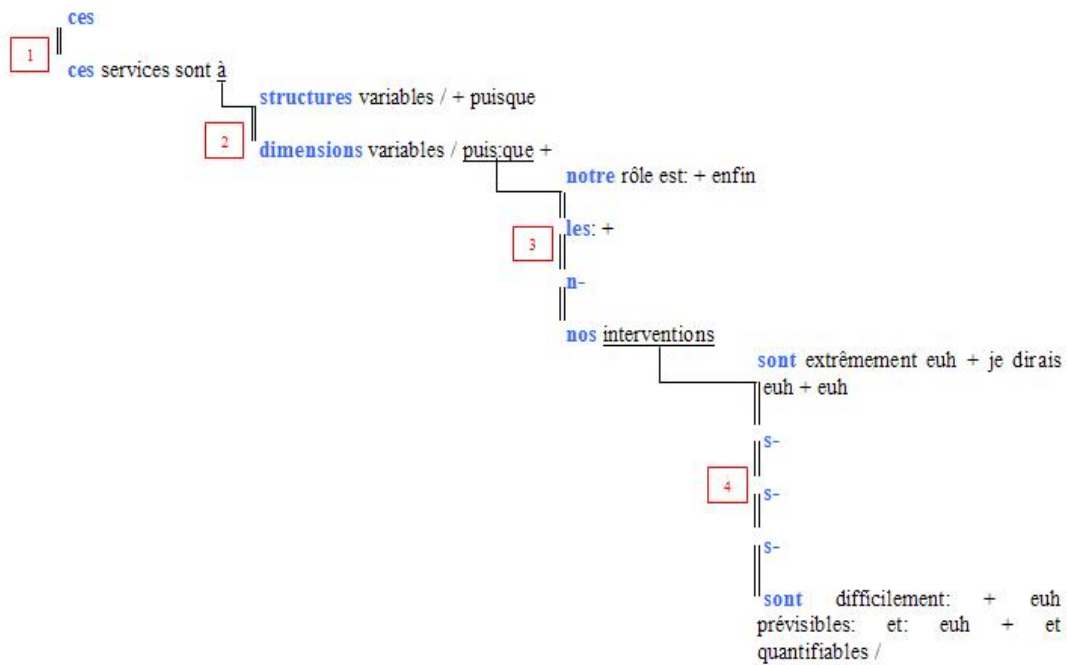 ces
1
ces services sont à
structures variables / + puisque
2
dimensions variables / puis:que +
notre rôle est: + enfin
3
les: +
n-
nos interventions
sont extrêmement euh + je dirais
euh + euh
s-
4
s-
s-
sont difficilement: + euh
prévisibles: et: euh + et
quantifiables /